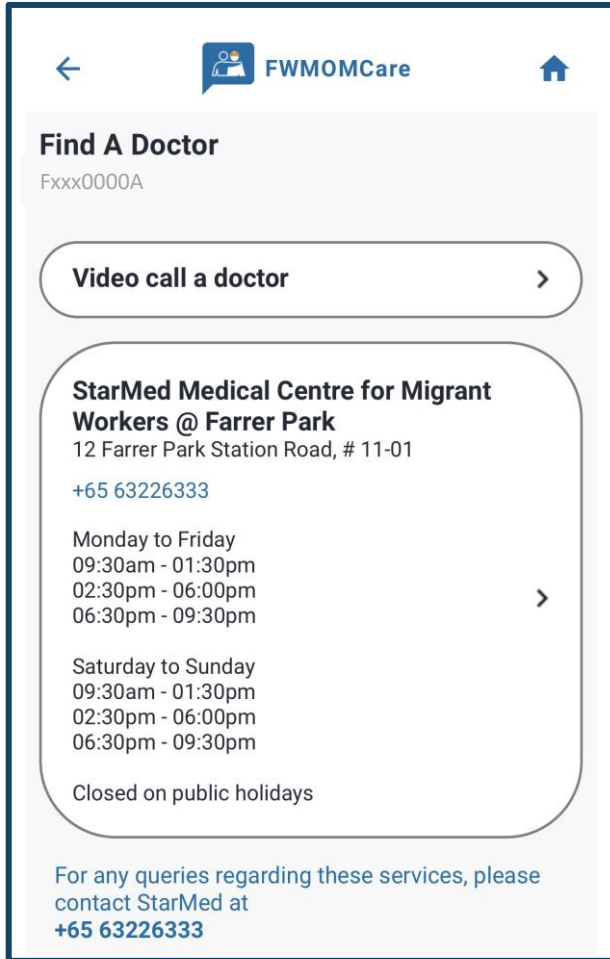 FWMOMCare
Find A Doctor
Fxxx0000A
Video call a doctor
StarMed Medical Centre for Migrant
Workers @ Farrer Park
12 Farrer Park Station Road, # 11-01
+65 63226333
Monday to Friday
09:30am - 01:30pm
02:30pm - 06:00pm
06:30pm - 09:30pm
Saturday to Sunday
09:30am - 01:30pm
02:30pm - 06:00pm
06:30pm - 09:30pm
Closed on public holidays
For any queries regarding these services, please
contact StarMed at
+65 63226333